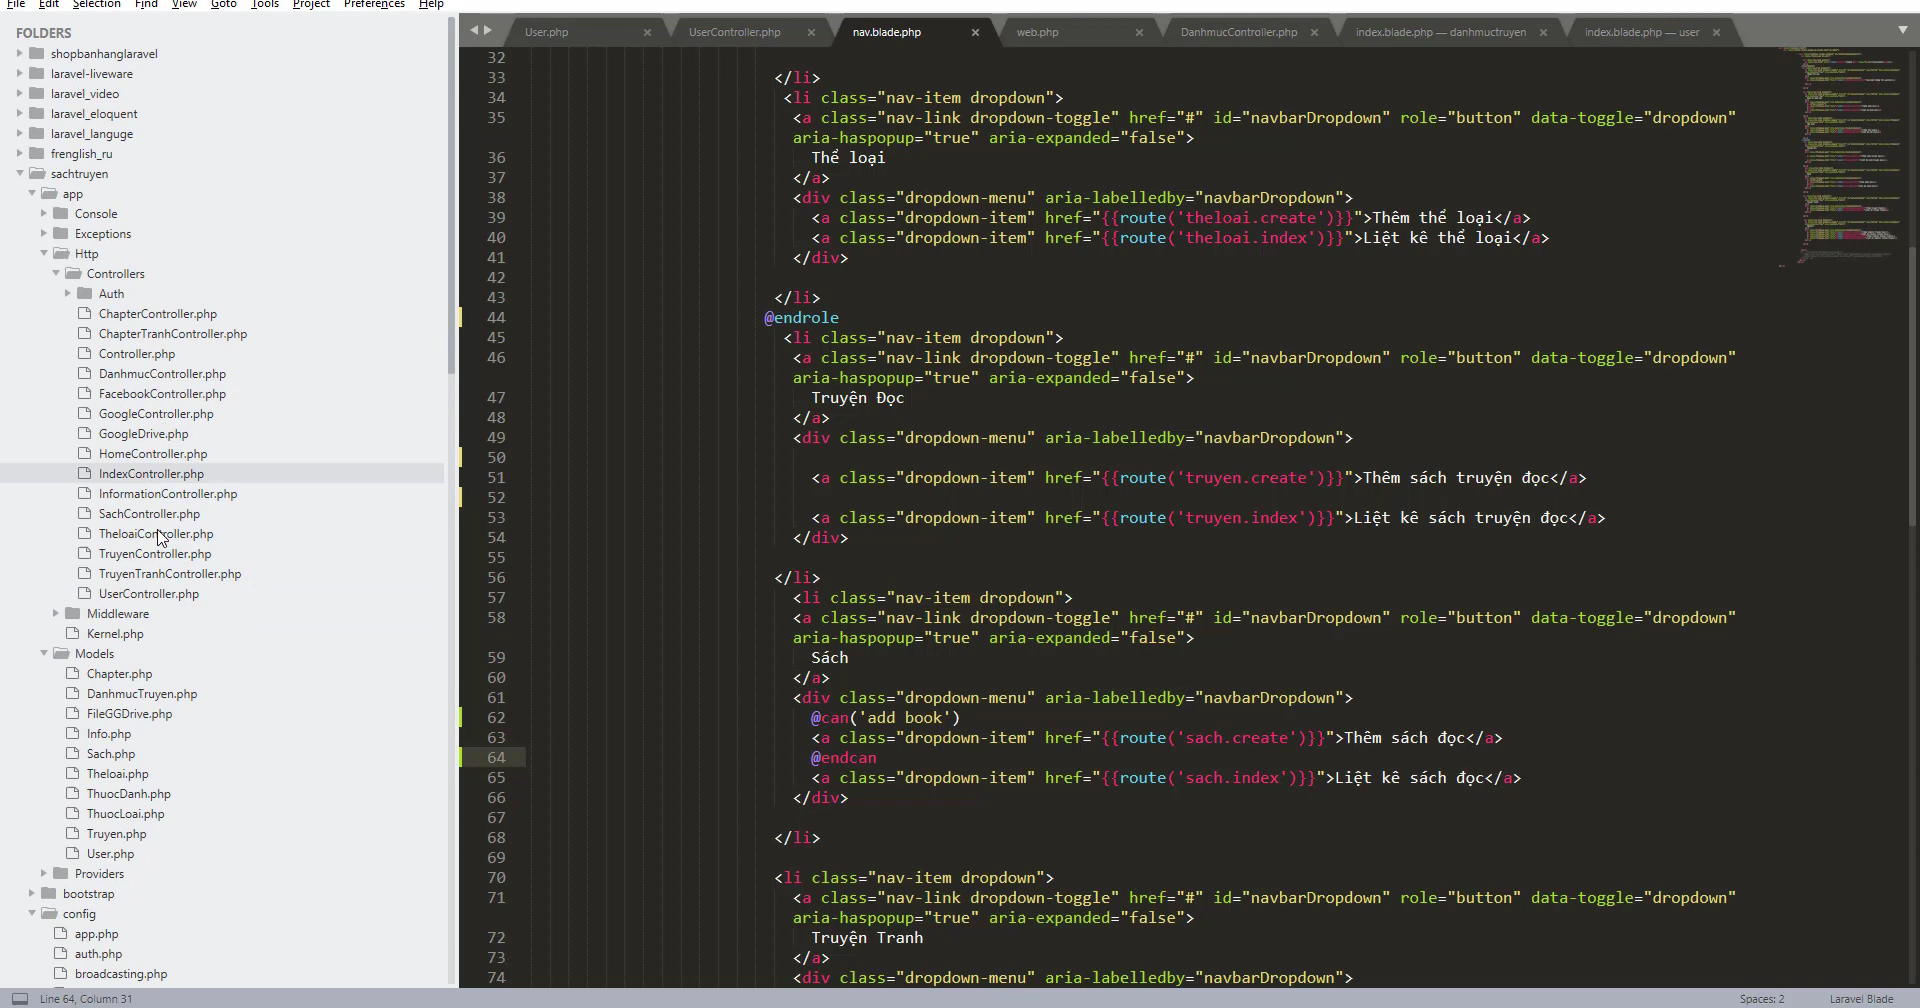 File Edit Selection Find View Goto Tools Project Preferences Help
FOLDERS
shopbanhanglaravel
laravel-liveware
laravel_video
laravel_eloquent
laravel_languge
frenglish_ru
sachtruyen
app
Console
Exceptions
Http
Controllers
Auth
ChapterController.php
ChapterTranhController.php
Controller.php
DanhmucController.php
FacebookController.php
GoogleController.php
GoogleDrive.php
HomeController.php
IndexController.php
InformationController.php
SachController.php
TheloaiController.php
TruyenController.php
TruyenTranhController.php
UserController.php
Middleware
Kernel.php
Models
Chapter.php
DanhmucTruyen.php
FileGGDrive.php
Info.php
Sach.php
Theloai.php
ThuocDanh.php
ThuocLoai.php
Truyen.php
User.php
Providers
bootstrap
config
app.php
auth.php
broadcasting.php
User.php UserController.php nav.blade.php web.php DanhmucController.php index.blade.php — danhmuctruyen index.blade.php — user
32
33 </li>
34 <li class="nav-item dropdown">
35 <a class="nav-link dropdown-toggle" href="#" id="navbarDropdown" role="button" data-toggle="dropdown"
aria-haspopup="true" aria-expanded="false">
36 Thể loại
37 </a>
38 <div class="dropdown-menu" aria-labelledby="navbarDropdown">
39 <a class="dropdown-item" href="{{route('theloai.create')}}">Thêm thể loại</a>
40 <a class="dropdown-item" href="{{route('theloai.index')}}">Liệt kê thể loại</a>
41 </div>
42
43 </li>
44 @endrole
45 <li class="nav-item dropdown">
46 <a class="nav-link dropdown-toggle" href="#" id="navbarDropdown" role="button" data-toggle="dropdown"
aria-haspopup="true" aria-expanded="false">
47 Truyện Đọc
48 </a>
49 <div class="dropdown-menu" aria-labelledby="navbarDropdown">
50
51 <a class="dropdown-item" href="{{route('truyen.create')}}">Thêm sách truyện đọc</a>
52
53 <a class="dropdown-item" href="{{route('truyen.index')}}">Liệt kê sách truyện đọc</a>
54 </div>
55
56 </li>
57 <li class="nav-item dropdown">
58 <a class="nav-link dropdown-toggle" href="#" id="navbarDropdown" role="button" data-toggle="dropdown"
aria-haspopup="true" aria-expanded="false">
59 Sách
60 </a>
61 <div class="dropdown-menu" aria-labelledby="navbarDropdown">
62 @can('add book')
63 <a class="dropdown-item" href="{{route('sach.create')}}">Thêm sách đọc</a>
64 @endcan
65 <a class="dropdown-item" href="{{route('sach.index')}}">Liệt kê sách đọc</a>
66 </div>
67
68 </li>
69
70 <li class="nav-item dropdown">
71 <a class="nav-link dropdown-toggle" href="#" id="navbarDropdown" role="button" data-toggle="dropdown"
aria-haspopup="true" aria-expanded="false">
72 Truyện Tranh
73 </a>
74 <div class="dropdown-menu" aria-labelledby="navbarDropdown">
Line 64, Column 31 Spaces: 2 Laravel Blade